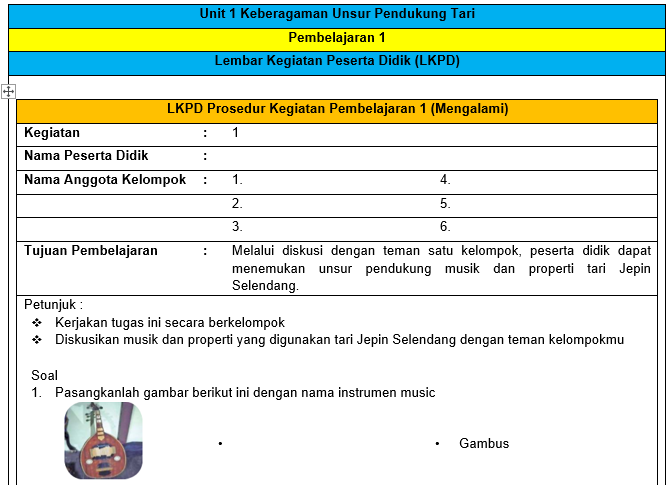 Unit 1 Keberagaman Unsur Pendukung Tari
Pembelajaran 1
Lembar Kegiatan Peserta Didik (LKPD)
LKPD Prosedur Kegiatan Pembelajaran 1 (Mengalami)
Kegiatan : 1
Nama Peserta Didik :
Nama Anggota Kelompok : 1. 4.
2. 5.
3. 6.
Tujuan Pembelajaran : Melalui diskusi dengan teman satu kelompok, peserta didik dapat
menemukan unsur pendukung musik dan properti tari Jepin
Selendang.
Petunjuk :
❖ Kerjakan tugas ini secara berkelompok
❖ Diskusikan musik dan properti yang digunakan tari Jepin Selendang dengan teman kelompokmu
Soal
1. Pasangkanlah gambar berikut ini dengan nama instrumen music
• • Gambus